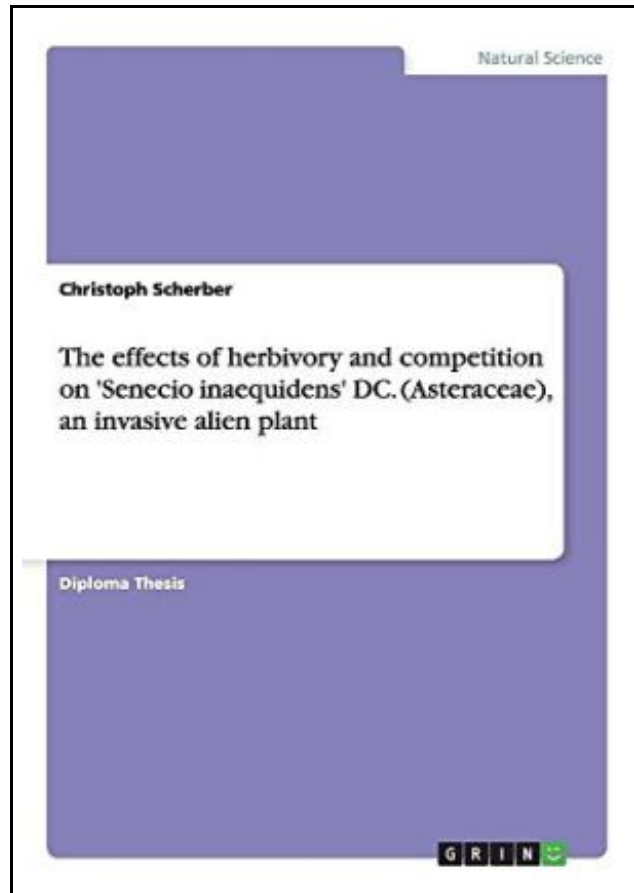 Natural Science
Christoph Scherber
The effects of herbivory and competition
on 'Senecio inaequidens' DC. (Asteraceae),
an invasive alien plant
Diploma Thesis
GRIN